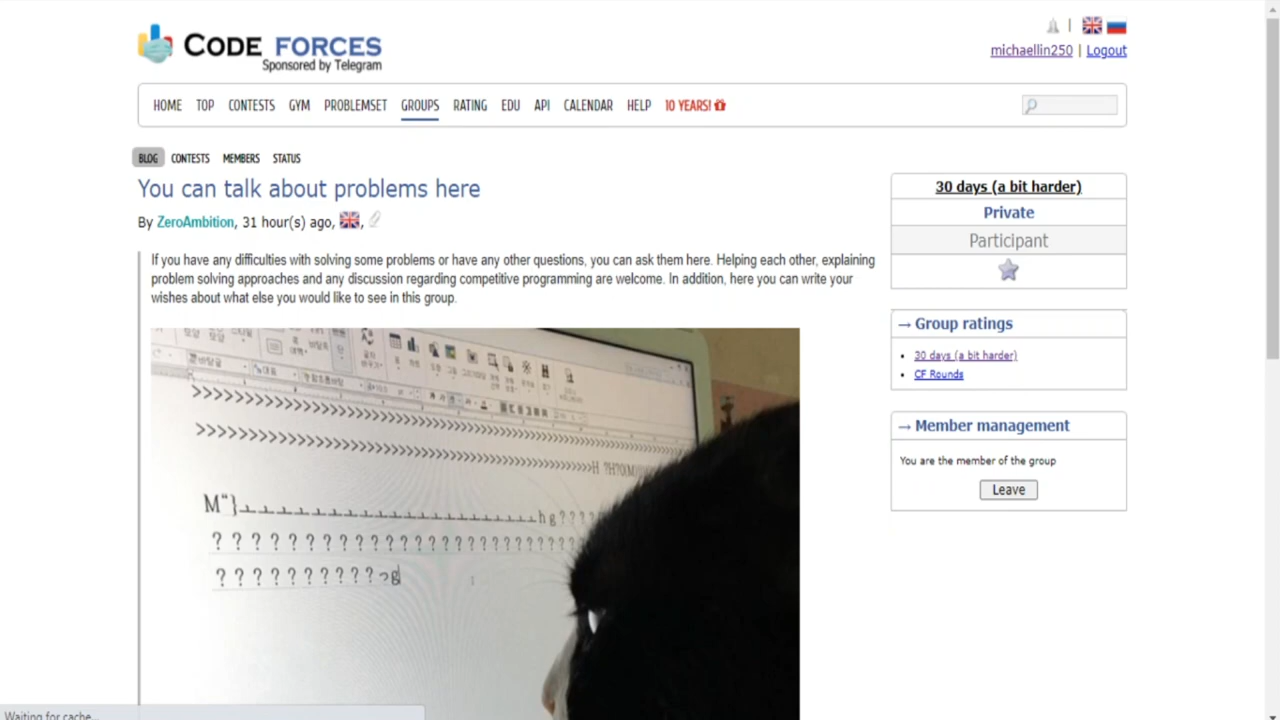 CODE FORCES
Sponsored by Telegram
michaellin250 | Logout
HOME TOP CONTESTS GYM PROBLEMSET GROUPS RATING EDU API CALENDAR HELP 10 YEARS!
BLOG CONTESTS MEMBERS STATUS
You can talk about problems here
By ZeroAmbition, 31 hour(s) ago,
If you have any difficulties with solving some problems or have any other questions, you can ask them here. Helping each other, explaining
problem solving approaches and any discussion regarding competitive programming are welcome. In addition, here you can write your
wishes about what else you would like to see in this group.
30 days (a bit harder)
Private
Participant
→ Group ratings
30 days (a bit harder)
CF Rounds
→ Member management
You are the member of the group
Leave
Waiting for cache...